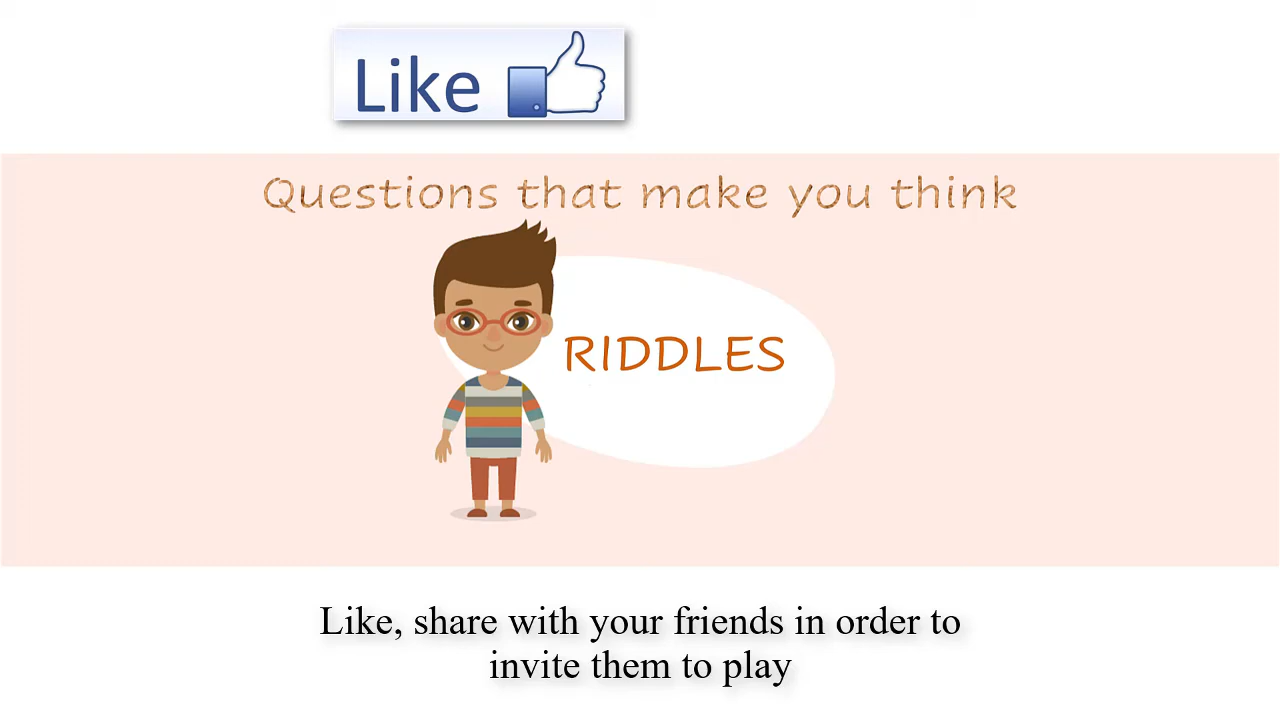 Like
Questions that make you think
RIDDLES
Like, share with your friends in order to
invite them to play